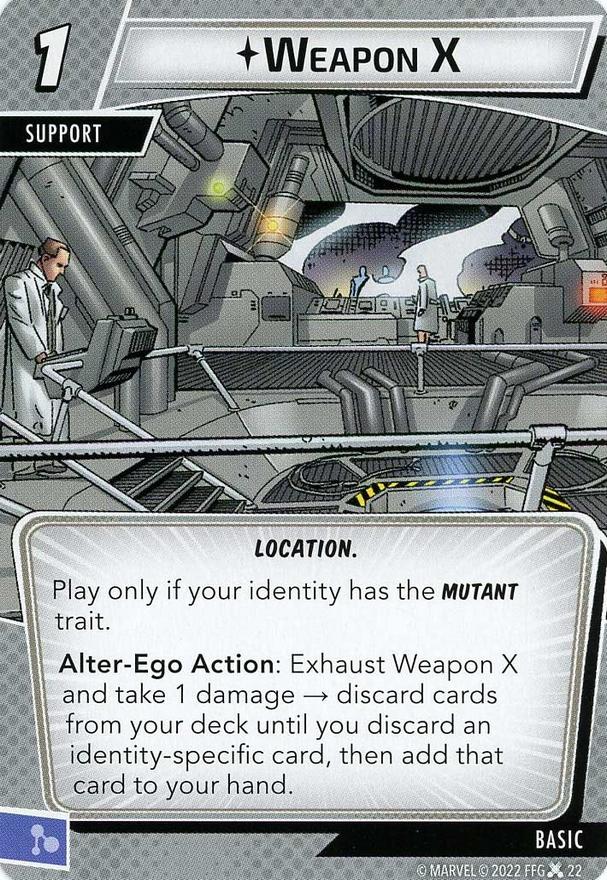 1
WEAPON X
SUPPORT
LOCATION.
Play only if your identity has the MUTANT
trait.
Alter-Ego Action: Exhaust Weapon X
and take 1 damage → discard cards
from your deck until you discard an
identity-specific card, then add that
card to your hand.
BASIC
© MARVEL © 2022 FFG 22